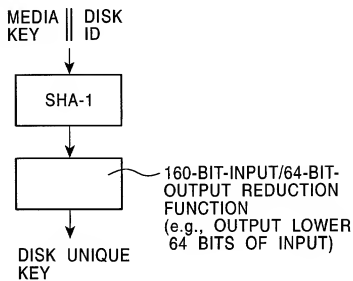 MEDIA || DISK
KEY ID
SHA-1
160-BIT-INPUT/64-BIT-
OUTPUT REDUCTION
FUNCTION
(e.g., OUTPUT LOWER
64 BITS OF INPUT)
DISK UNIQUE
KEY